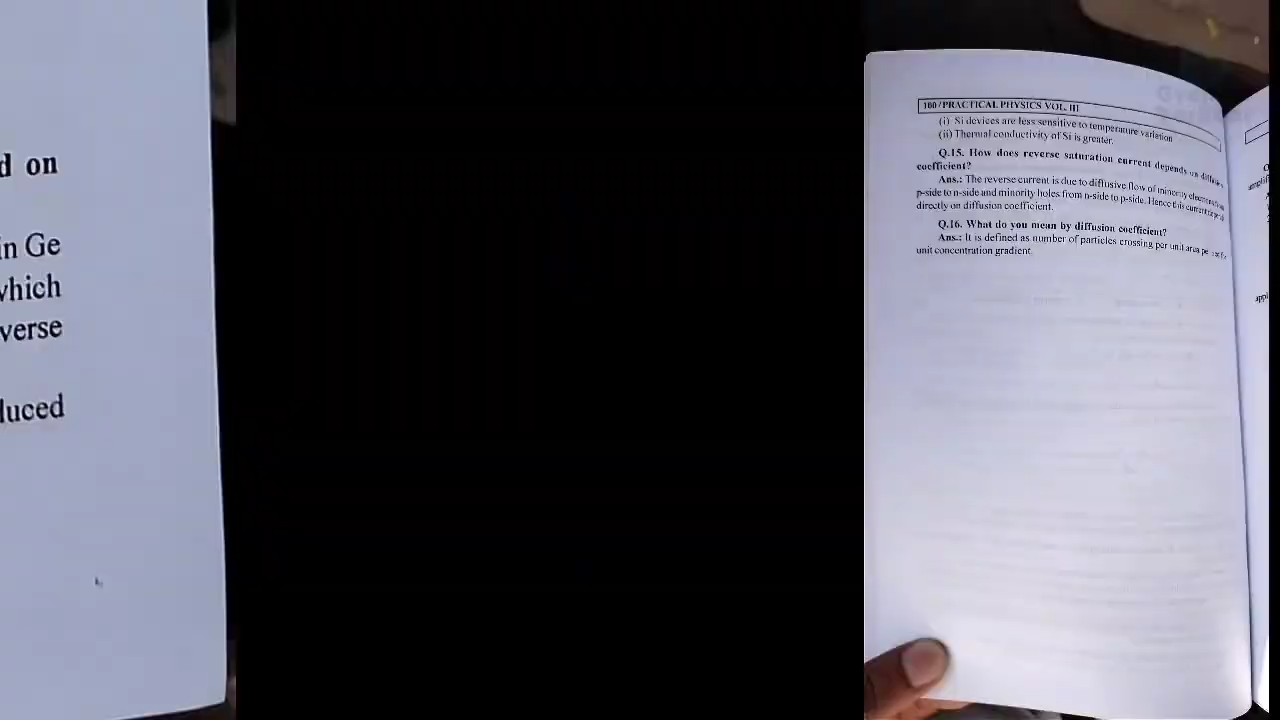 d on
in Ge
which
verse
luced
100/PRACTICAL PHYSICS VOL. III
(i) Si devices are less sensitive to temperature variation
(ii) Thermal conductivity of Si is greater.
Q.15. How does reverse saturation current depends on
coefficient?
Ans.: The reverse current is due to diffusive flow of minority
p-side to n-side and minority holes from n-side to p-side. Hence this current
directly on diffusion coefficient.
Q.16. What do you mean by diffusion coefficient?
Ans.: It is defined as number of particles crossing per unit area
unit concentration gradient.
appl